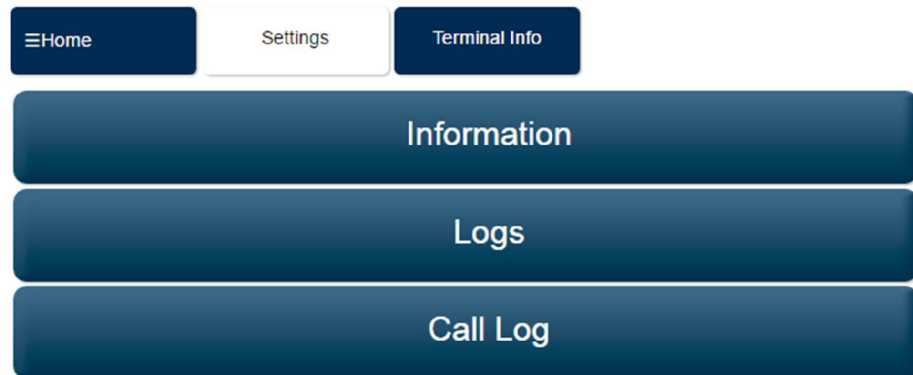 ☰Home
Settings
Terminal Info
Information
Logs
Call Log